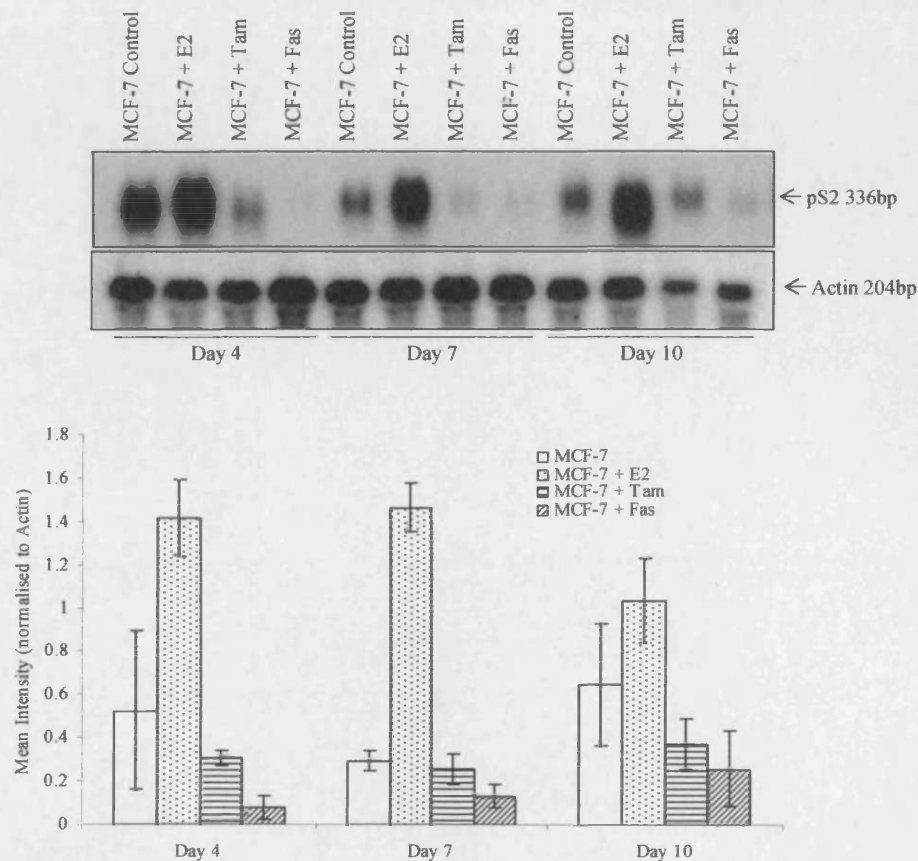 MCF-7 Control
MCF-7 + E2
MCF-7 + Tam
MCF-7 + Fas
MCF-7 Control
MCF-7 + E2
MCF-7 + Tam
MCF-7 + Fas
MCF-7 Control
MCF-7 + E2
MCF-7 + Tam
MCF-7 + Fas
← pS2 336bp
← Actin 204bp
Day 4 Day 7 Day 10
Mean Intensity (normalised to Actin)
1.8
1.6
1.4
1.2
1
0.8
0.6
0.4
0.2
0
MCF-7
MCF-7 + E2
MCF-7 + Tam
MCF-7 + Fas
Day 4 Day 7 Day 10